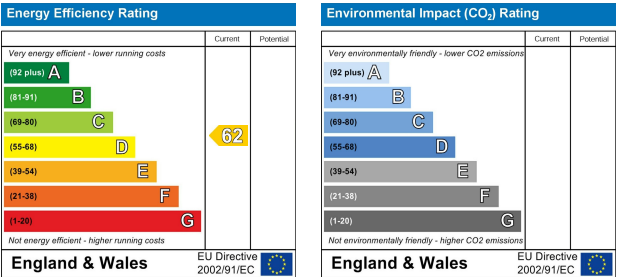 Energy Efficiency Rating
Current Potential
Very energy efficient - lower running costs
(92 plus) A
(81-91) B
(69-80) C
(55-68) D
62
(39-54) E
(21-38) F
(1-20) G
Not energy efficient - higher running costs
England & Wales
EU Directive
2002/91/EC
Environmental Impact (CO2) Rating
Current Potential
Very environmentally friendly - lower CO2 emissions
(92 plus) A
(81-91) B
(69-80) C
(55-68) D
(39-54) E
(21-38) F
(1-20) G
Not environmentally friendly - higher CO2 emissions
England & Wales
EU Directive
2002/91/EC